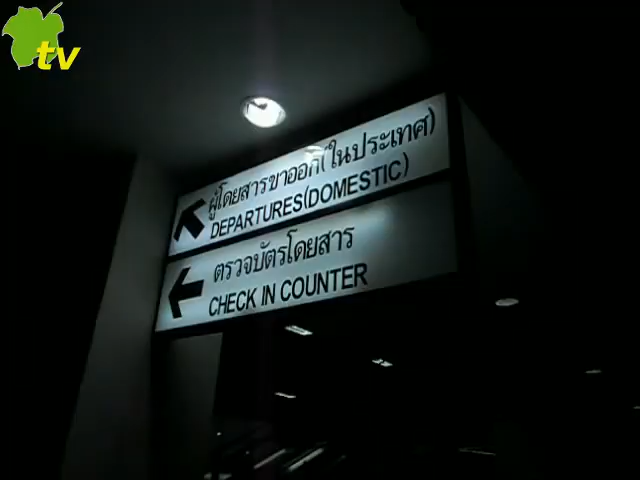 tv
ผู้โดยสารขาออก(ในประเทศ)
DEPARTURES(DOMESTIC)
ตรวจบัตรโดยสาร
CHECK IN COUNTER